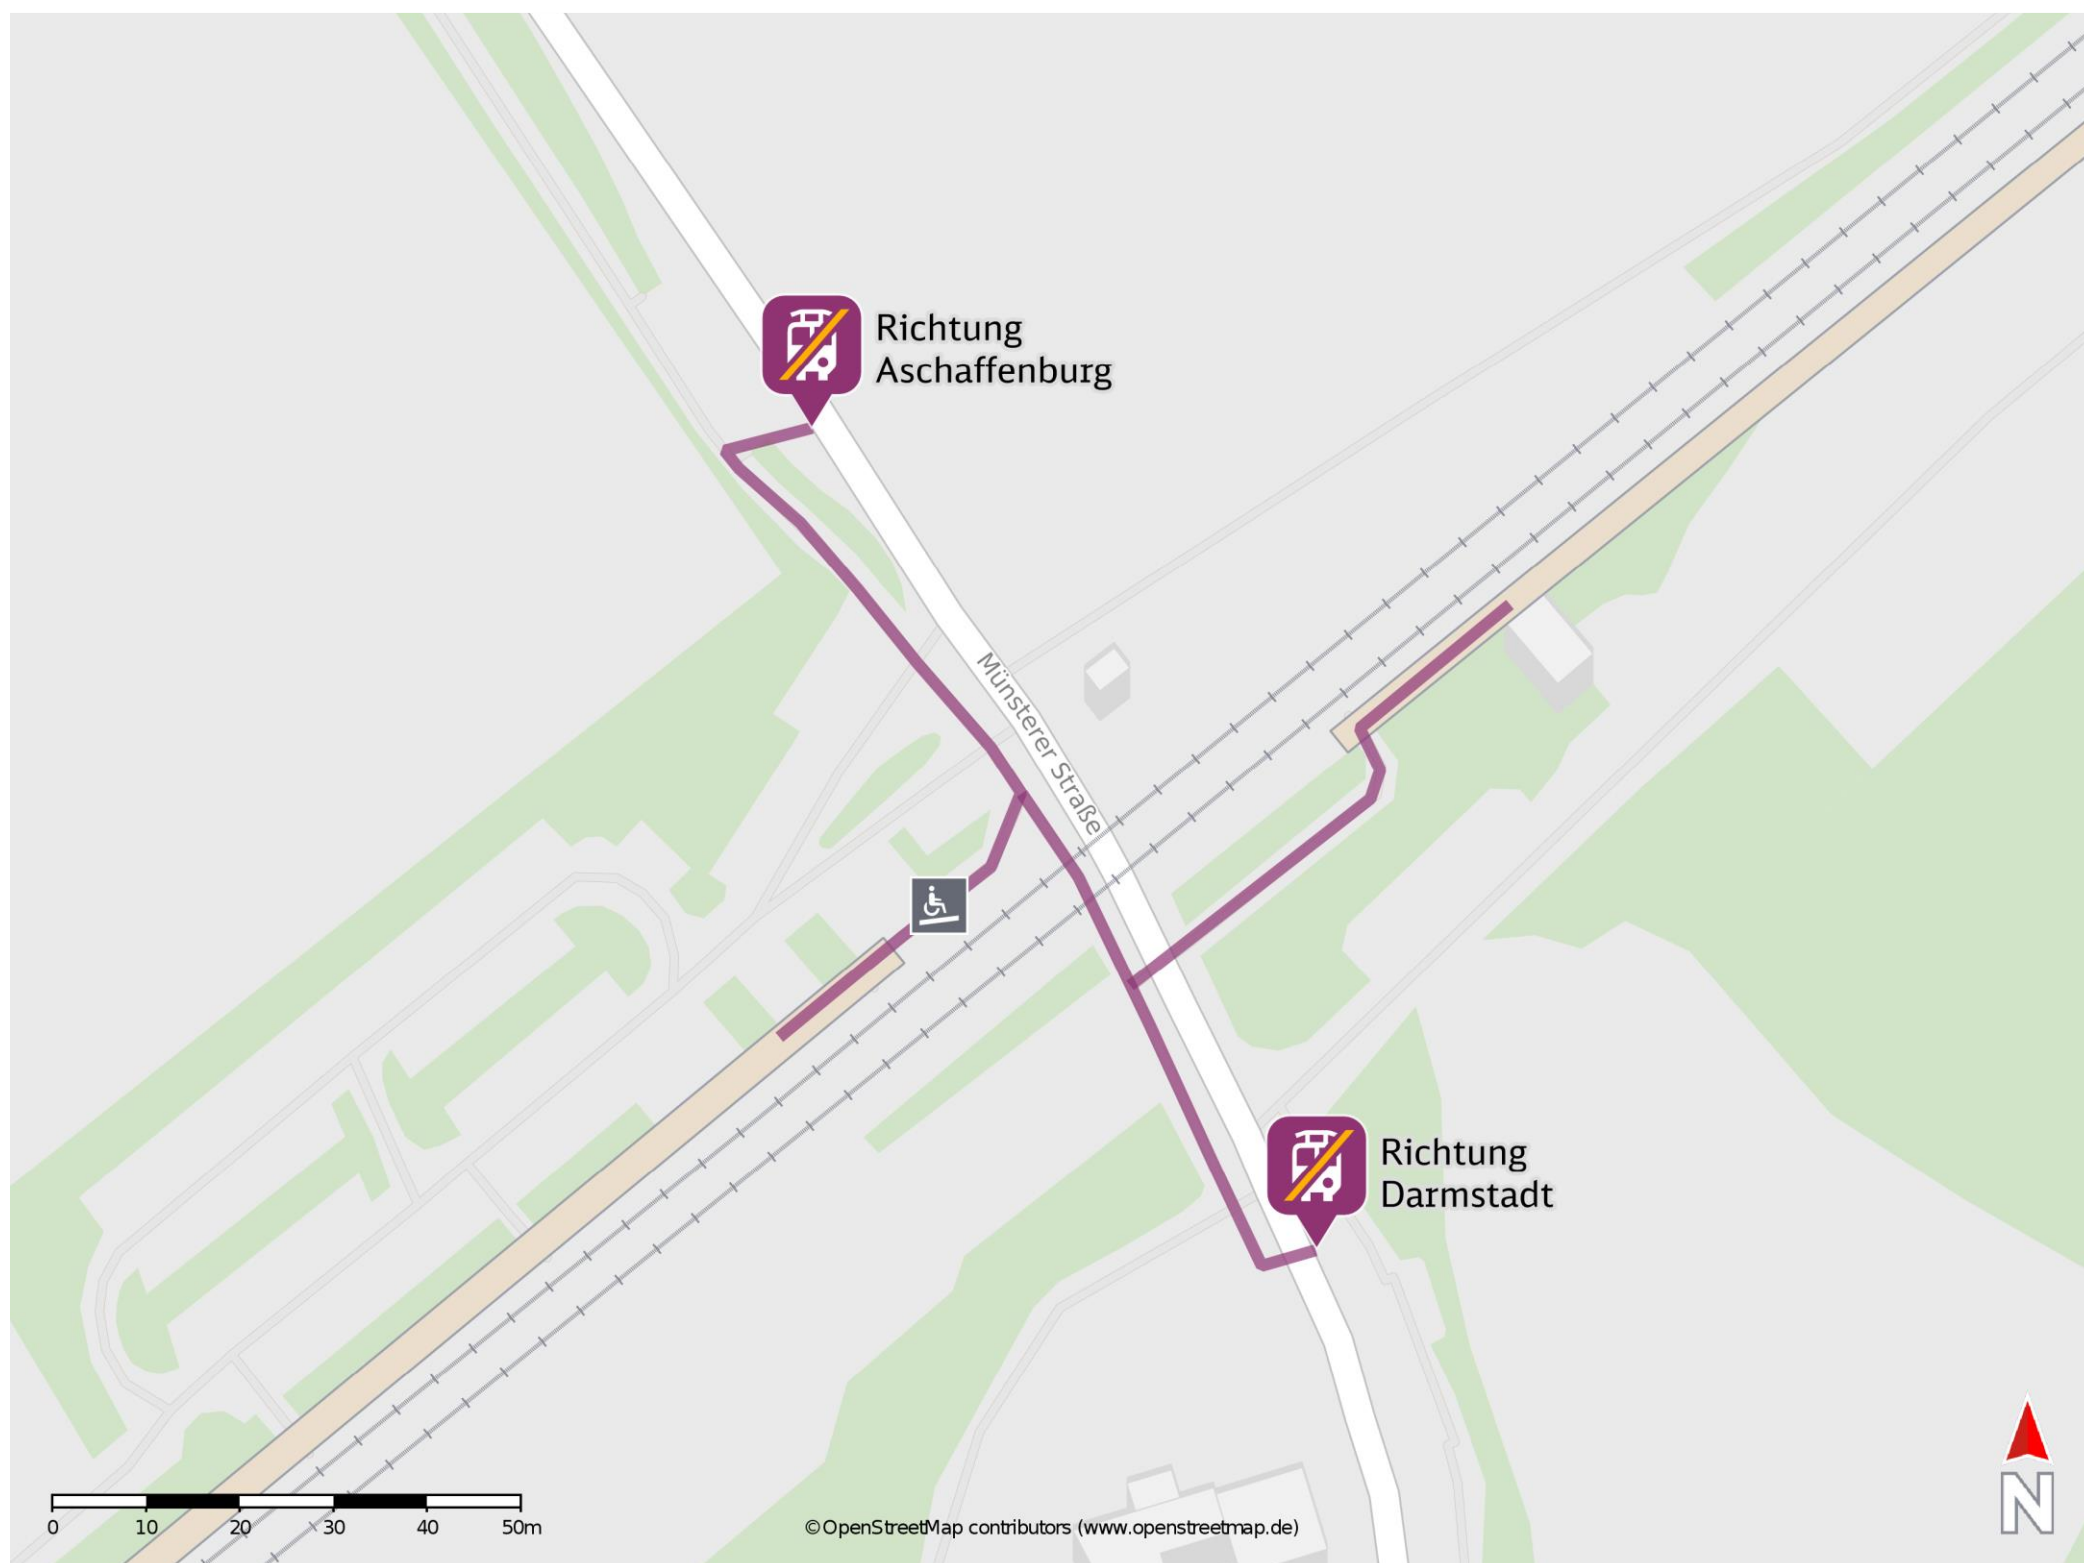 Richtung
Aschaffenburg
Münsterer Straße
Richtung
Darmstadt
0 10 20 30 40 50m
©OpenStreetMap contributors (www.openstreetmap.de)
N